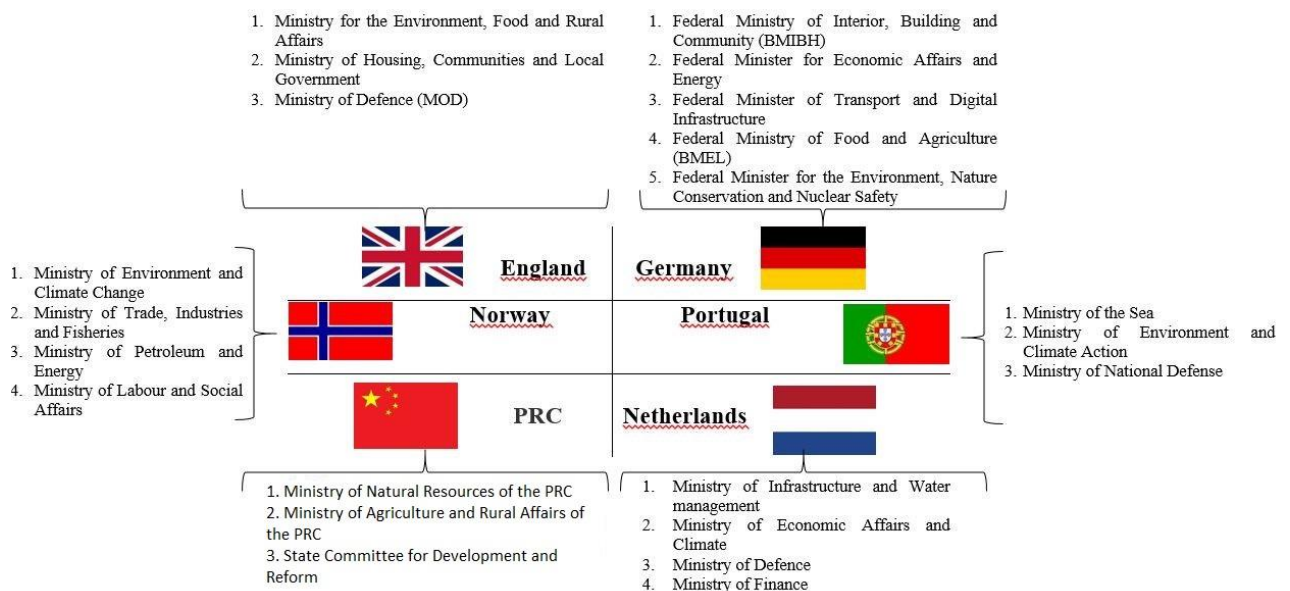 1. Ministry for the Environment, Food and Rural
Affairs
2. Ministry of Housing, Communities and Local
Government
3. Ministry of Defence (MOD)
1. Federal Ministry of Interior, Building and
Community (BMIBH)
2. Federal Minister for Economic Affairs and
Energy
3. Federal Minister of Transport and Digital
Infrastructure
4. Federal Ministry of Food and Agriculture
(BMEL)
5. Federal Minister for the Environment, Nature
Conservation and Nuclear Safety
England
Germany
1. Ministry of Environment and
Climate Change
2. Ministry of Trade, Industries
and Fisheries
3. Ministry of Petroleum and
Energy
4. Ministry of Labour and Social
Affairs
Norway
Portugal
1. Ministry of the Sea
2. Ministry of Environment and
Climate Action
3. Ministry of National Defense
PRC
Netherlands
1. Ministry of Natural Resources of the PRC
2. Ministry of Agriculture and Rural Affairs of
the PRC
3. State Committee for Development and
Reform
1. Ministry of Infrastructure and Water
management
2. Ministry of Economic Affairs and
Climate
3. Ministry of Defence
4. Ministry of Finance